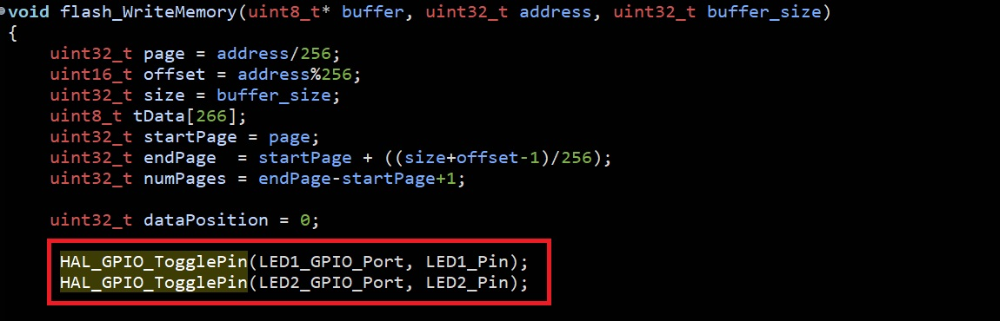 void flash_WriteMemory(uint8_t* buffer, uint32_t address, uint32_t buffer_size)
{
    uint32_t page = address/256;
    uint16_t offset = address%256;
    uint32_t size = buffer_size;
    uint8_t tData[266];
    uint32_t startPage = page;
    uint32_t endPage  = startPage + ((size+offset-1)/256);
    uint32_t numPages = endPage-startPage+1;
    uint32_t dataPosition = 0;
    HAL_GPIO_TogglePin(LED1_GPIO_Port, LED1_Pin);
    HAL_GPIO_TogglePin(LED2_GPIO_Port, LED2_Pin);